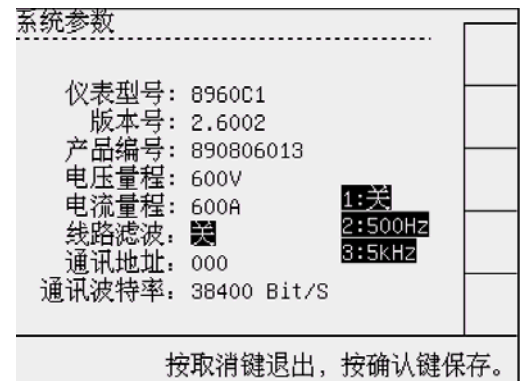 系统参数
仪表型号: 8960C1
版本号: 2.6002
产品编号: 890806013
电压量程: 600V
电流量程: 600A
线路滤波: 关
通讯地址: 000
通讯波特率: 38400 Bit/S
1:关
2:500Hz
3:5kHz
按取消键退出, 按确认键保存。